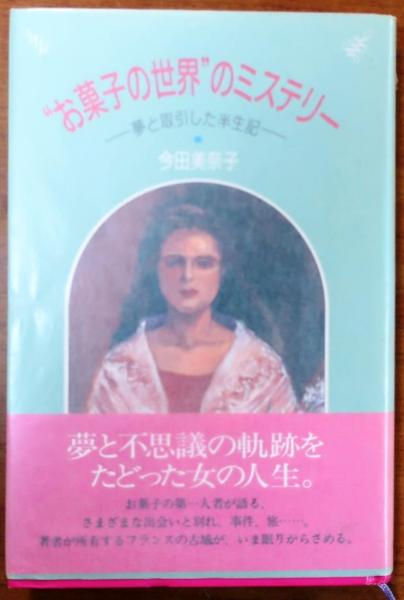 “お菓子の世界”のミステリー
―夢と取引した半生記―
今田美奈子
夢と不思議の軌跡を
たどった女の人生。
お菓子の第一人者が語る、
さまざまな出会いと別れ、事件、旅……。
著者が所有するフランスの古城が、いま眠りからさめる。